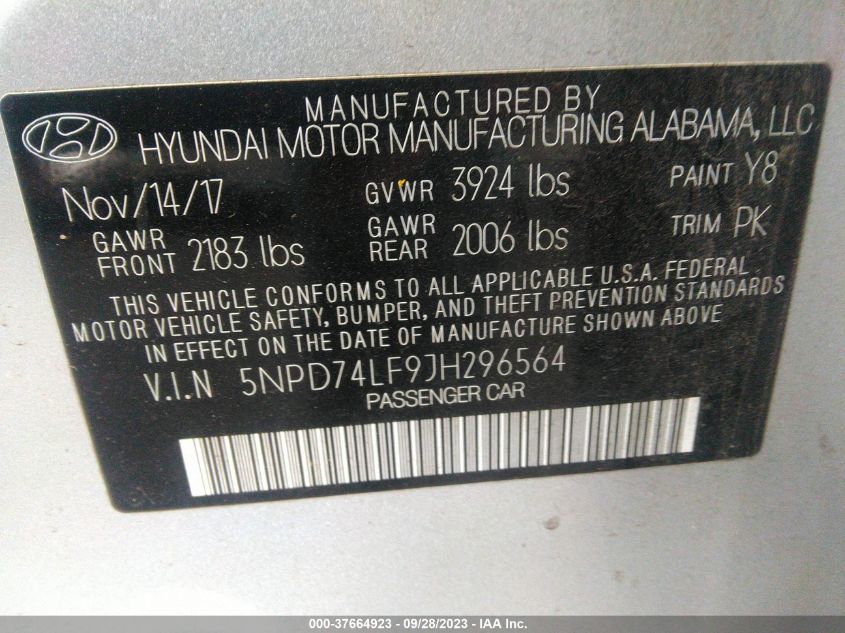 MANUFACTURED BY
HYUNDAI MOTOR MANUFACTURING ALABAMA, LLC
Nov/14/17 GVWR 3924 lbs PAINT Y8
GAWR FRONT 2183 lbs GAWR REAR 2006 lbs TRIM PK
THIS VEHICLE CONFORMS TO ALL APPLICABLE U.S.A. FEDERAL
MOTOR VEHICLE SAFETY, BUMPER, AND THEFT PREVENTION STANDARDS
IN EFFECT ON THE DATE OF MANUFACTURE SHOWN ABOVE
V.I.N 5NPD74LF9JH296564
PASSENGER CAR
000-37664923 - 09/28/2023 - IAA Inc.